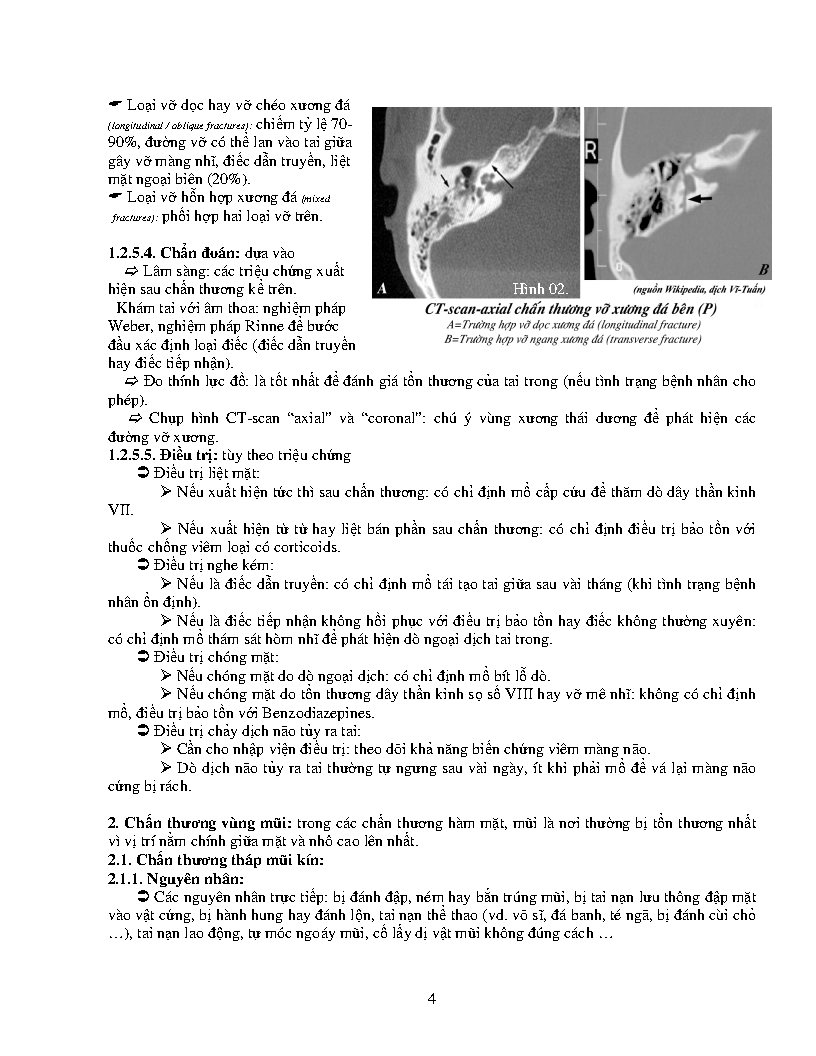 ☛ Loại vỡ dọc hay vỡ chéo xương đá
(longitudinal / oblique fractures): chiếm tỷ lệ 70-
90%, đường vỡ có thể lan vào tai giữa
gây vỡ màng nhĩ, điếc dẫn truyền, liệt
mặt ngoại biên (20%).
☛ Loại vỡ hỗn hợp xương đá (mixed
fractures): phối hợp hai loại vỡ trên.
1.2.5.4. Chẩn đoán: dựa vào
⇨ Lâm sàng: các triệu chứng xuất
hiện sau chấn thương kể trên.
Khám tai với âm thoa: nghiệm pháp
Weber, nghiệm pháp Rinne để bước
đầu xác định loại điếc (điếc dẫn truyền
hay điếc tiếp nhận).
A
Hình 02.
R
B
(nguồn Wikipedia, dịch Vĩ-Tuấn)
CT-scan-axial chấn thương vỡ xương đá bên (P)
A=Trường hợp vỡ dọc xương đá (longitudinal fracture)
B=Trường hợp vỡ ngang xương đá (transverse fracture)
⇨ Đo thính lực đồ: là tốt nhất để đánh giá tổn thương của tai trong (nếu tình trạng bệnh nhân cho
phép).
⇨ Chụp hình CT-scan “axial” và “coronal”: chú ý vùng xương thái dương để phát hiện các
đường vỡ xương.
1.2.5.5. Điều trị: tùy theo triệu chứng
➲ Điều trị liệt mặt:
➢ Nếu xuất hiện tức thì sau chấn thương: có chỉ định mổ cấp cứu để thăm dò dây thần kinh
VII.
➢ Nếu xuất hiện từ từ hay liệt bán phần sau chấn thương: có chỉ định điều trị bảo tồn với
thuốc chống viêm loại có corticoids.
➲ Điều trị nghe kém:
➢ Nếu là điếc dẫn truyền: có chỉ định mổ tái tạo tai giữa sau vài tháng (khi tình trạng bệnh
nhân ổn định).
➢ Nếu là điếc tiếp nhận không hồi phục với điều trị bảo tồn hay điếc không thường xuyên:
có chỉ định mổ thám sát hòm nhĩ để phát hiện dò ngoại dịch tai trong.
➲ Điều trị chóng mặt:
➢ Nếu chóng mặt do dò ngoại dịch: có chỉ định mổ bít lỗ dò.
➢ Nếu chóng mặt do tổn thương dây thần kinh sọ số VIII hay vỡ mê nhĩ: không có chỉ định
mổ, điều trị bảo tồn với Benzodiazepines.
➲ Điều trị chảy dịch não tủy ra tai:
➢ Cần cho nhập viện điều trị: theo dõi khả năng biến chứng viêm màng não.
➢ Dò dịch não tủy ra tai thường tự ngưng sau vài ngày, ít khi phải mổ để vá lại màng não
cứng bị rách.
2. Chấn thương vùng mũi: trong các chấn thương hàm mặt, mũi là nơi thường bị tổn thương nhất
vì vị trí nằm chính giữa mặt và nhô cao lên nhất.
2.1. Chấn thương tháp mũi kín:
2.1.1. Nguyên nhân:
➲ Các nguyên nhân trực tiếp: bị đánh đập, ném hay bắn trúng mũi, bị tai nạn lưu thông đập mặt
vào vật cứng, bị hành hung hay đánh lộn, tai nạn thể thao (vd. võ sĩ, đá banh, té ngã, bị đánh cùi chỏ
…), tai nạn lao động, tự móc ngoáy mũi, cố lấy dị vật mũi không đúng cách …
4